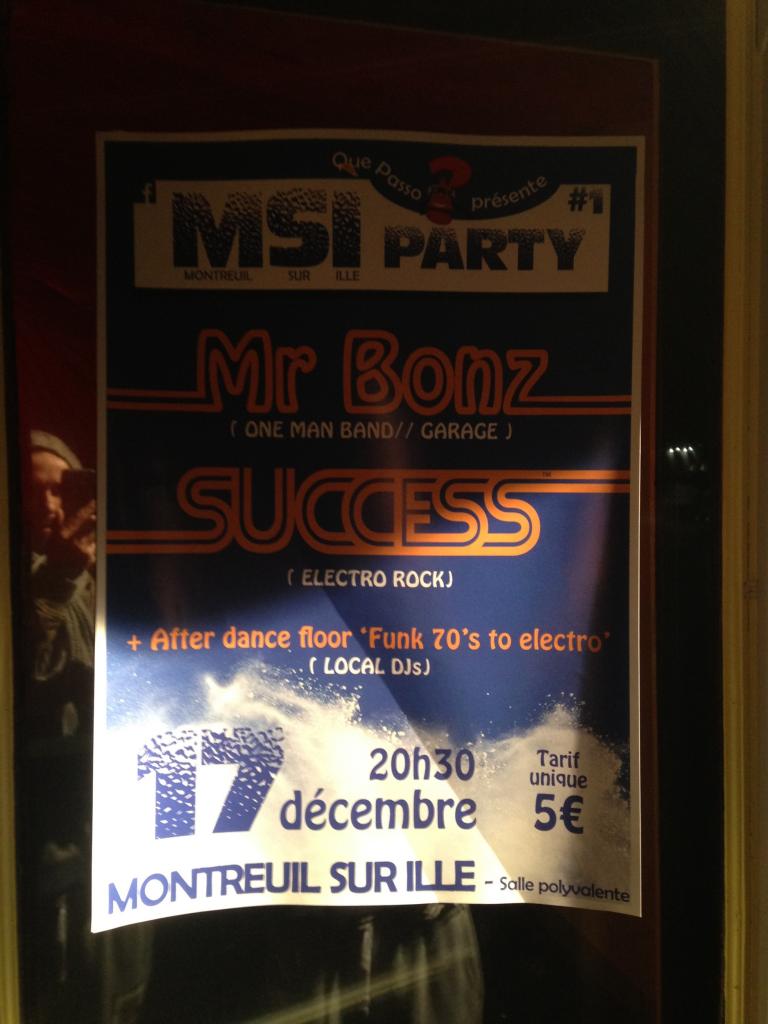 Que Passo présente
f
#1
MSI PARTY
MONTREUIL SUR ILLE
Mr Bonz
( ONE MAN BAND// GARAGE )
SUCCESS™
( ELECTRO ROCK)
+ After dance floor 'Funk 70's to electro'
( LOCAL DJs)
17 décembre
20h30
Tarif
unique
5€
MONTREUIL SUR ILLE - Salle polyvalente